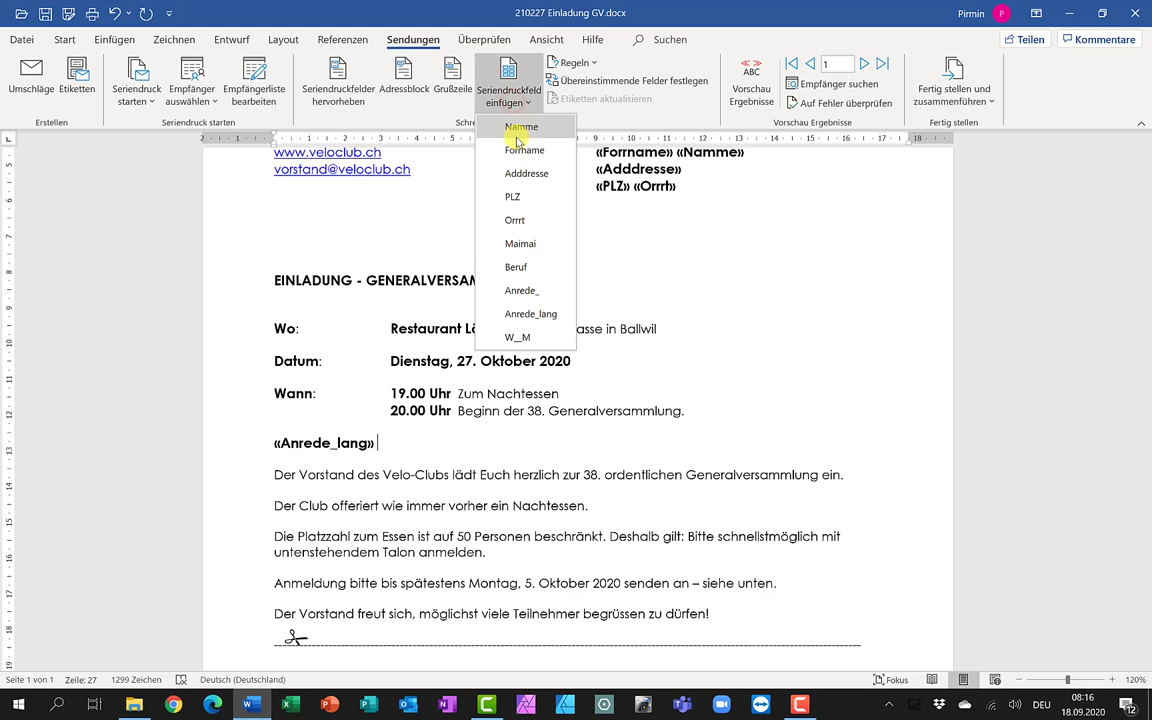 210227 Einladung GV.docx
Pirmin P
Datei Start Einfügen Zeichnen Entwurf Layout Referenzen Sendungen Überprüfen Ansicht Hilfe Suchen Teilen Kommentare
Umschläge Etiketten
Seriendruck starten
Empfänger auswählen
Empfängerliste bearbeiten
Seriendruckfelder hervorheben
Adressblock Grußzeile
Seriendruckfeld einfügen
Regeln
Übereinstimmende Felder festlegen
Etiketten aktualisieren
ABC
Vorschau Ergebnisse
1
Empfänger suchen
Auf Fehler überprüfen
Fertig stellen und zusammenführen
Erstellen Seriendruck starten Vorschau Ergebnisse Fertig stellen
Namme
Forrname
Adddresse
PLZ
Orrrt
Maimai
Beruf
Anrede_
Anrede_lang
W__M
www.veloclub.ch
vorstand@veloclub.ch
«Forrname» «Namme»
«Adddresse»
«PLZ» «Orrrt»
EINLADUNG - GENERALVERSAM
Wo: Restaurant Lö asse in Ballwil
Datum: Dienstag, 27. Oktober 2020
Wann: 19.00 Uhr Zum Nachtessen
20.00 Uhr Beginn der 38. Generalversammlung.
«Anrede_lang»
Der Vorstand des Velo-Clubs lädt Euch herzlich zur 38. ordentlichen Generalversammlung ein.
Der Club offeriert wie immer vorher ein Nachtessen.
Die Platzzahl zum Essen ist auf 50 Personen beschränkt. Deshalb gilt: Bitte schnellstmöglich mit
untenstehendem Talon anmelden.
Anmeldung bitte bis spätestens Montag, 5. Oktober 2020 senden an – siehe unten.
Der Vorstand freut sich, möglichst viele Teilnehmer begrüssen zu dürfen!
Seite 1 von 1 Zeile: 27 1299 Zeichen Deutsch (Deutschland) Fokus 120%
DEU
08:16
18.09.2020
12